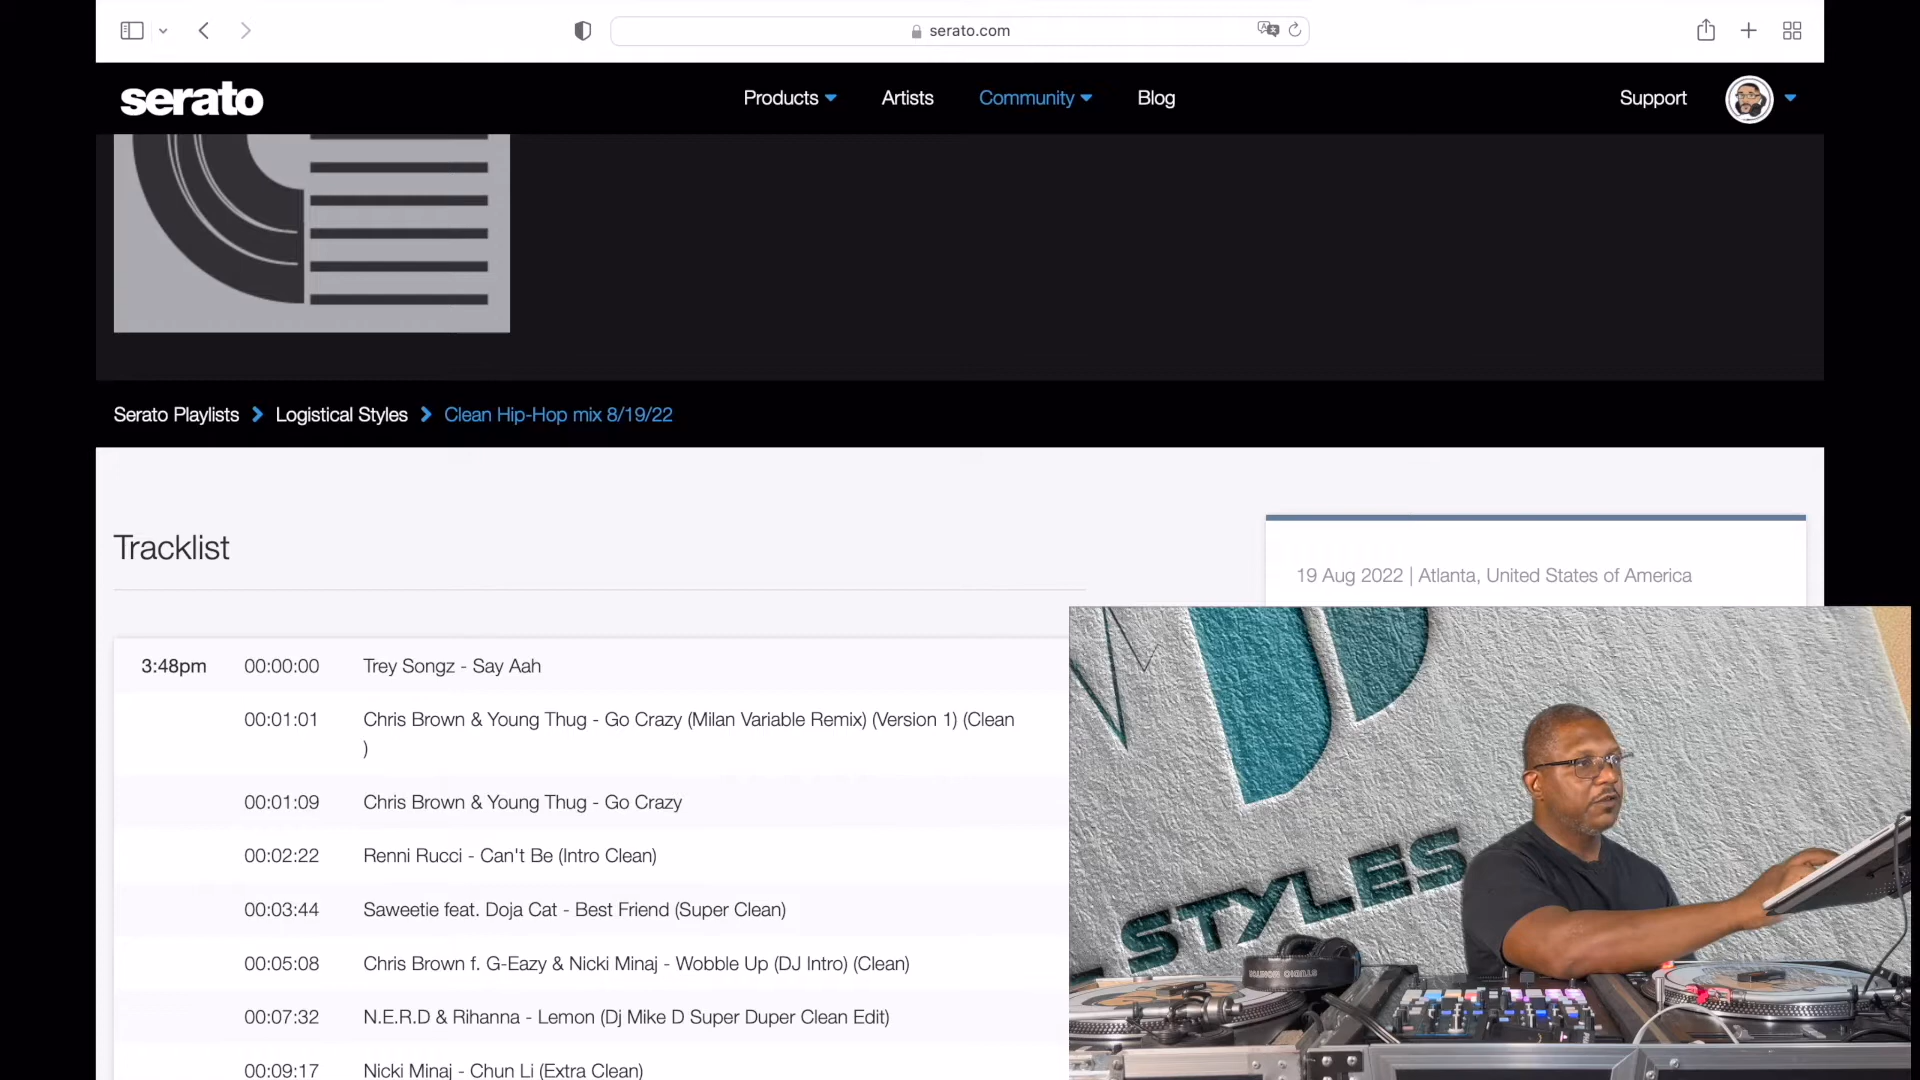 serato.com
serato
Products
Artists
Community
Blog
Support
Serato Playlists
Logistical Styles
Clean Hip-Hop mix 8/19/22
Tracklist
19 Aug 2022 | Atlanta, United States of America
3:48pm 00:00:00 Trey Songz - Say Aah
00:01:01 Chris Brown & Young Thug - Go Crazy (Milan Variable Remix) (Version 1) (Clean
)
00:01:09 Chris Brown & Young Thug - Go Crazy
00:02:22 Renni Rucci - Can't Be (Intro Clean)
00:03:44 Saweetie feat. Doja Cat - Best Friend (Super Clean)
00:05:08 Chris Brown f. G-Eazy & Nicki Minaj - Wobble Up (DJ Intro) (Clean)
00:07:32 N.E.R.D & Rihanna - Lemon (Dj Mike D Super Duper Clean Edit)
00:09:17 Nicki Minaj - Chun Li (Extra Clean)
STYLES
STUDIO MONITOR